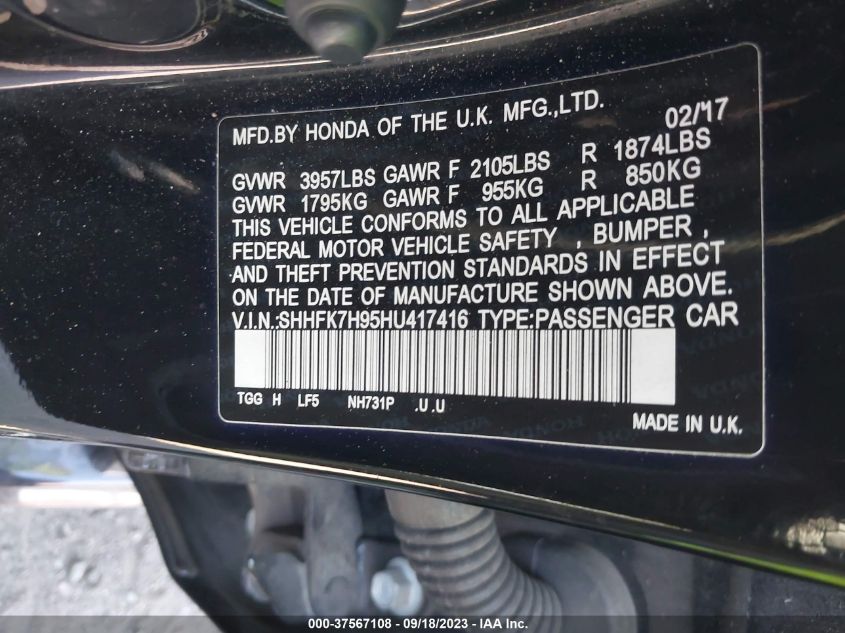 MFD.BY HONDA OF THE U.K. MFG.,LTD. 02/17
GVWR 3957LBS GAWR F 2105LBS R 1874LBS
GVWR 1795KG GAWR F 955KG R 850KG
THIS VEHICLE CONFORMS TO ALL APPLICABLE
FEDERAL MOTOR VEHICLE SAFETY , BUMPER ,
AND THEFT PREVENTION STANDARDS IN EFFECT
ON THE DATE OF MANUFACTURE SHOWN ABOVE.
V.I.N.:SHHFK7H95HU417416 TYPE:PASSENGER CAR
TGG H LF5 NH731P .U .U
MADE IN U.K.
000-37567108 - 09/18/2023 - IAA Inc.